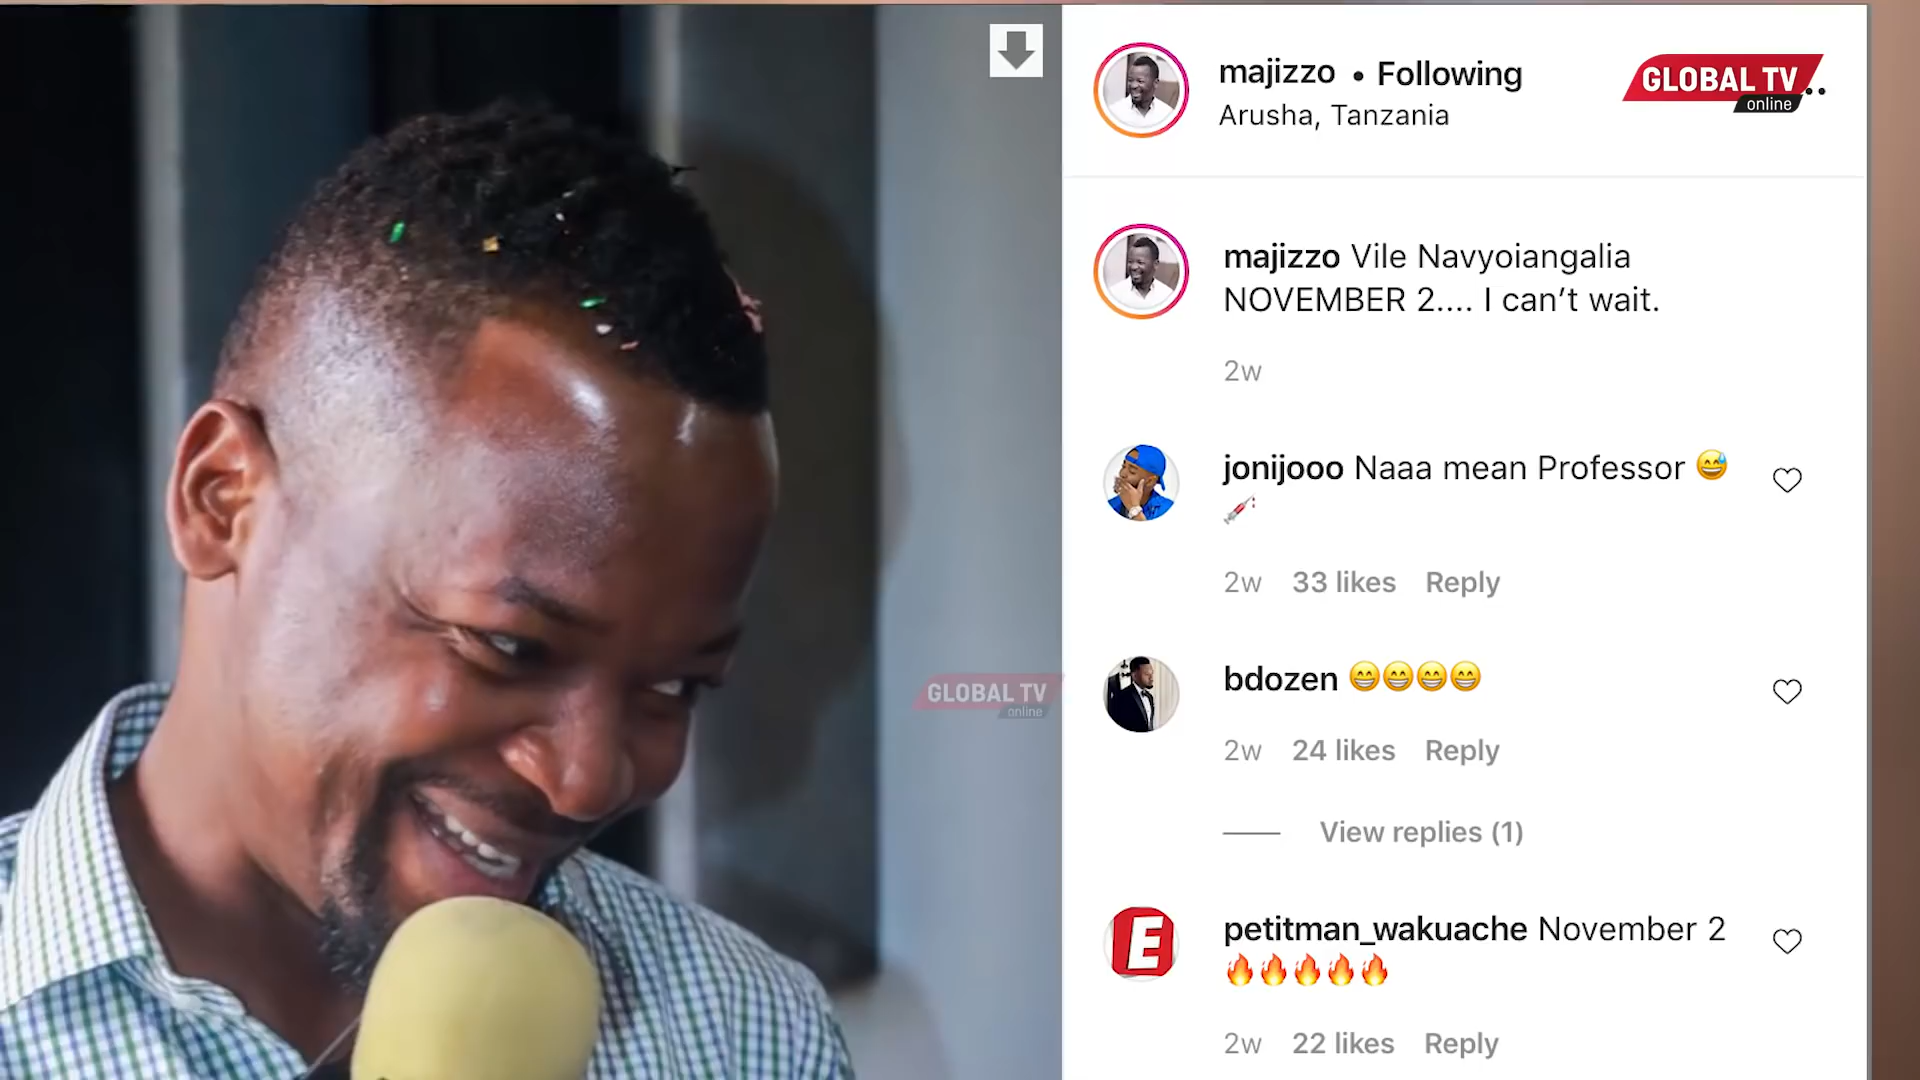 majizzo • Following
Arusha, Tanzania
GLOBAL TV
online
majizzo Vile Navyoiangalia
NOVEMBER 2.... I can't wait.
2w
jonijooo Naaa mean Professor 😅
💉
2w 33 likes Reply
bdozen 😁😁😁😁
2w 24 likes Reply
View replies (1)
petitman_wakuache November 2
🔥🔥🔥🔥🔥
2w 22 likes Reply
GLOBAL TV
online
E